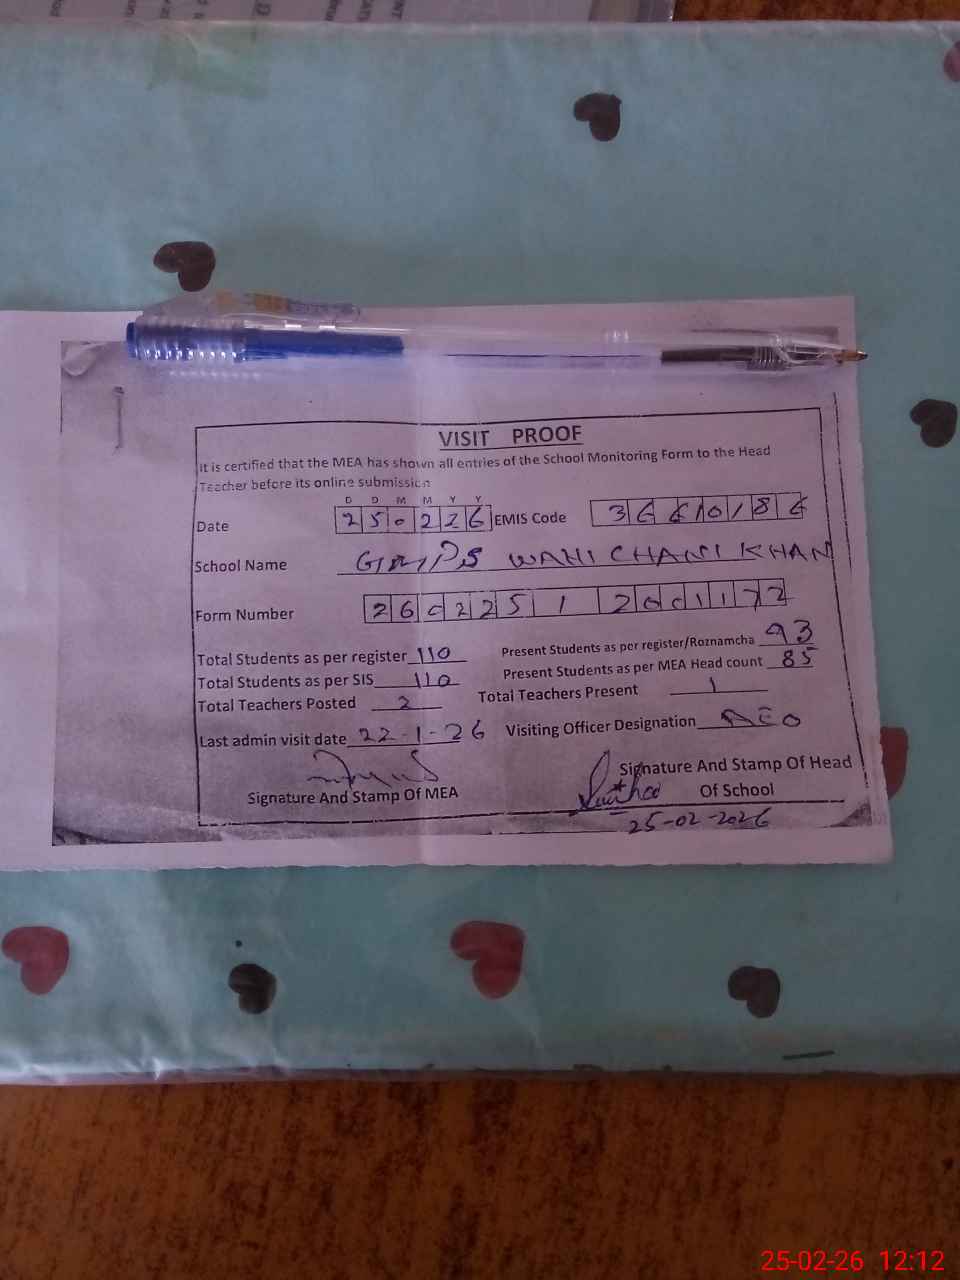 VISIT PROOF
It is certified that the MEA has shown all entries of the School Monitoring Form to the Head
Teacher before its online submission
D D M M Y Y
Date 250226 EMIS Code 36610186
School Name GMPS WAHI CHANI KHAN
Form Number
Total Students as per register 110 Present Students as per register/Roznamcha 93
Total Students as per SIS 110 Present Students as per MEA Head count 85
Total Teachers Posted 2 Total Teachers Present 1
Last admin visit date 22-1-26 Visiting Officer Designation AEO
Signature And Stamp Of MEA Signature And Stamp Of Head
Of School
25-02-2026
25-02-26 12:12